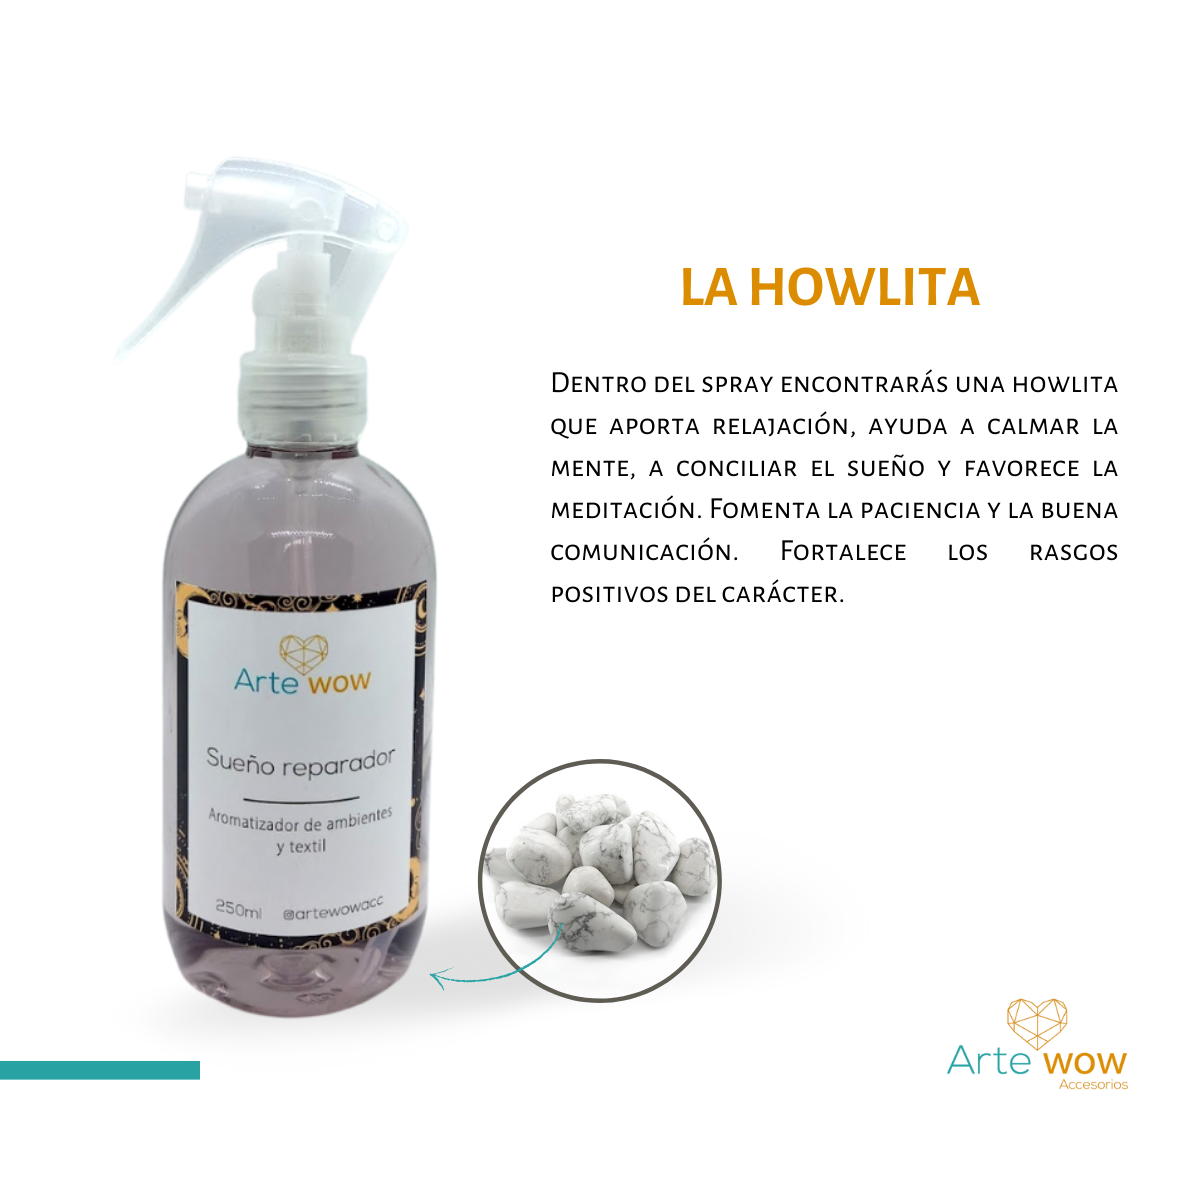 LA HOWLITA
DENTRO DEL SPRAY ENCONTRARÁS UNA HOWLITA
QUE APORTA RELAJACIÓN, AYUDA A CALMAR LA
MENTE, A CONCILIAR EL SUEÑO Y FAVORECE LA
MEDITACIÓN. FOMENTA LA PACIENCIA Y LA BUENA
COMUNICACIÓN. FORTALECE LOS RASGOS
POSITIVOS DEL CARÁCTER.
Arte wow
Sueño reparador
Aromatizador de ambientes
y textil
250ml @artewowacc
Arte wow
Accesorios